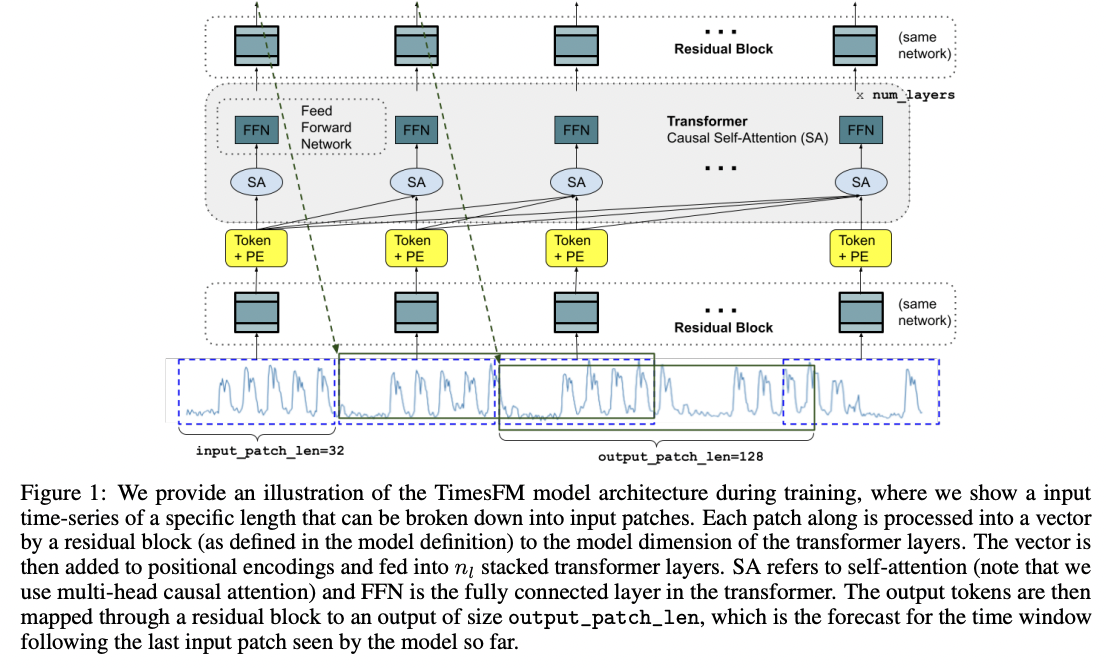 ■ ■ ■
Residual Block
(same
network)
x num_layers
Feed
Forward
Network
FFN
FFN
FFN
Transformer
Causal Self-Attention (SA)
FFN
SA
SA
SA
■ ■ ■
SA
Token
+ PE
Token
+ PE
Token
+ PE
Token
+ PE
■ ■ ■
Residual Block
(same
network)
input_patch_len=32
output_patch_len=128
Figure 1: We provide an illustration of the TimesFM model architecture during training, where we show a input
time-series of a specific length that can be broken down into input patches. Each patch along is processed into a vector
by a residual block (as defined in the model definition) to the model dimension of the transformer layers. The vector is
then added to positional encodings and fed into nl stacked transformer layers. SA refers to self-attention (note that we
use multi-head causal attention) and FFN is the fully connected layer in the transformer. The output tokens are then
mapped through a residual block to an output of size output_patch_len, which is the forecast for the time window
following the last input patch seen by the model so far.